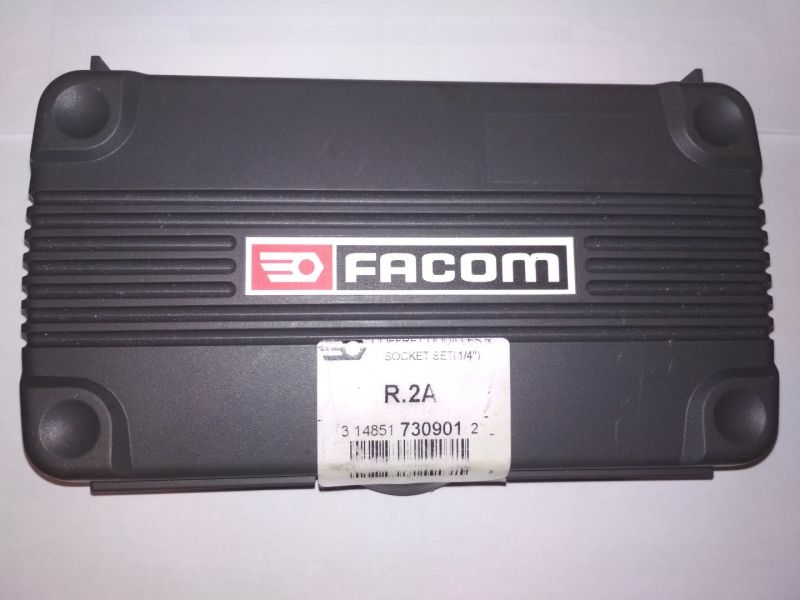 FACOM
SOCKET SET(1/4")
R.2A
3 14851 730901 2